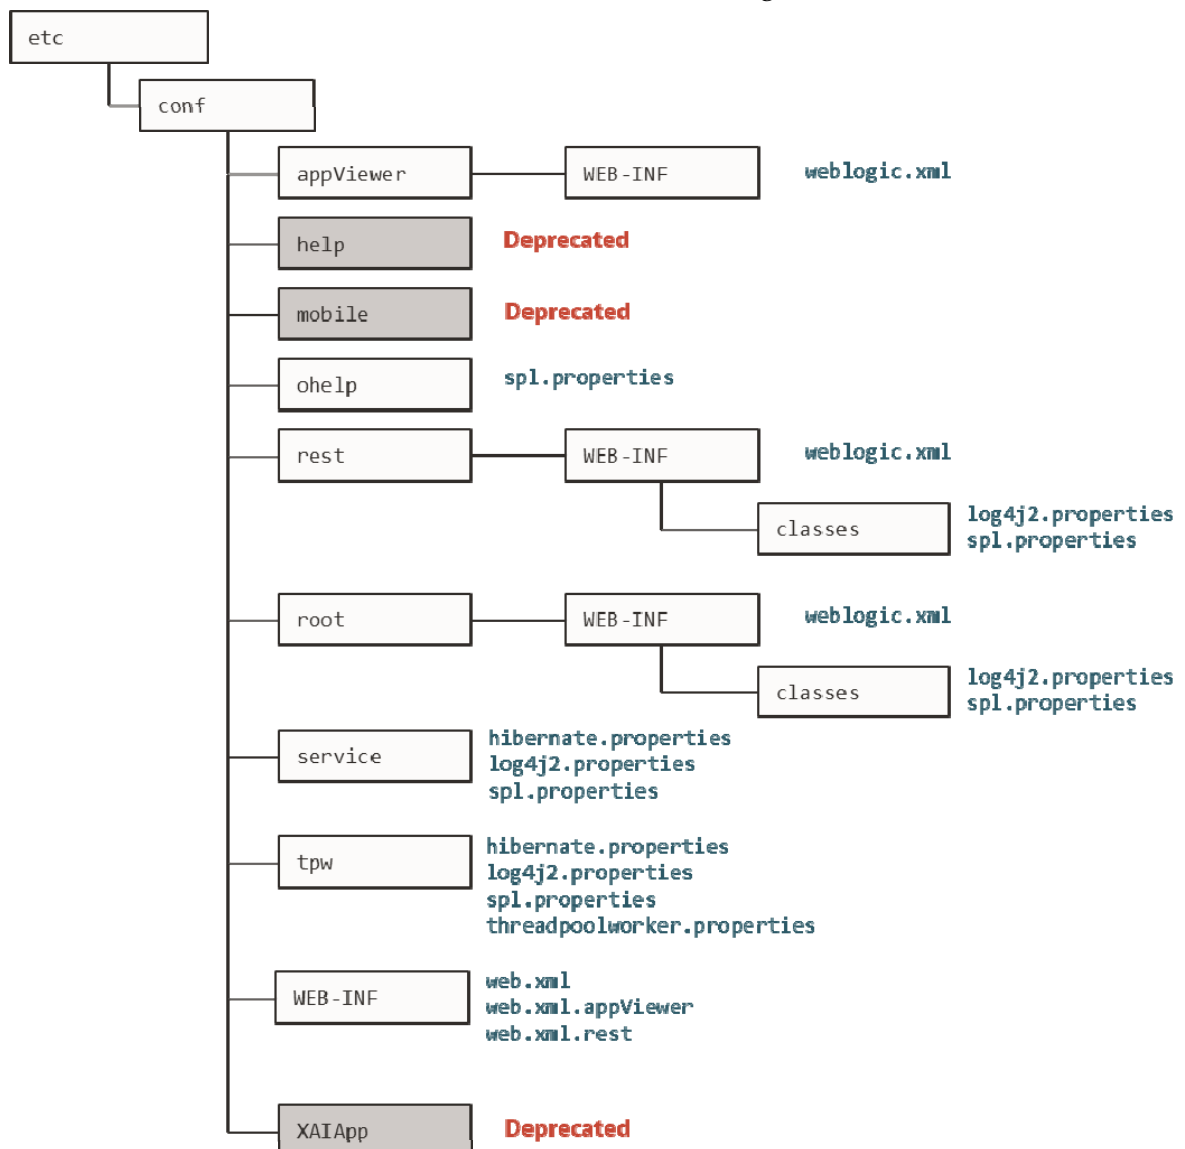 etc
conf
appViewer
WEB-INF
weblogic.xml
help
Deprecated
mobile
Deprecated
ohelp
spl.properties
rest
WEB-INF
weblogic.xml
classes
log4j2.properties
spl.properties
root
WEB-INF
weblogic.xml
classes
log4j2.properties
spl.properties
service
hibernate.properties
log4j2.properties
spl.properties
tpw
hibernate.properties
log4j2.properties
spl.properties
threadpoolworker.properties
WEB-INF
web.xml
web.xml.appViewer
web.xml.rest
XAIApp
Deprecated